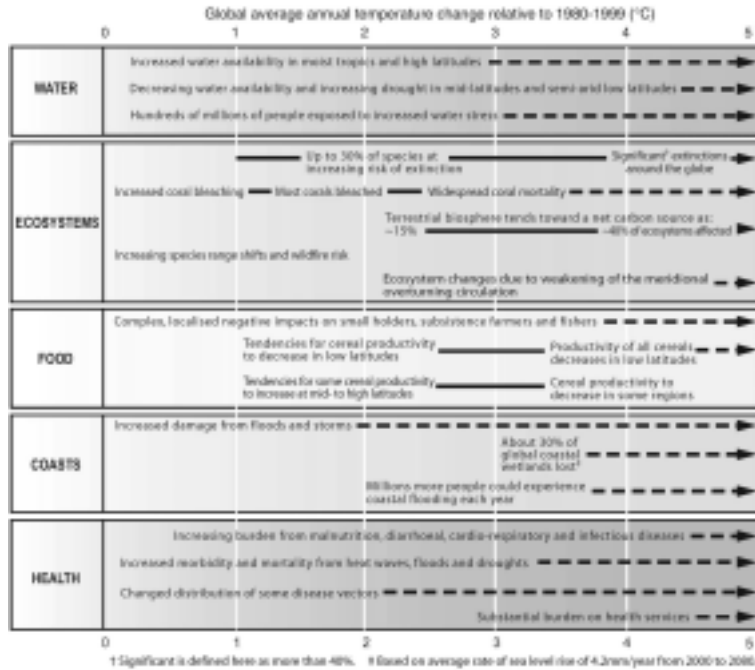 Global average annual temperature change relative to 1980-1999 (°C)
0 1 2 3 4 5
WATER
Increased water availability in moist tropics and high latitudes
Decreasing water availability and increasing drought in mid-latitudes and semi-arid low latitudes
Hundreds of millions of people exposed to increased water stress
ECOSYSTEMS
Up to 30% of species at
increasing risk of extinction
Significant† extinctions
around the globe
Increased coral bleaching Most corals bleached Widespread coral mortality
Terrestrial biosphere tends toward a net carbon source as:
~15% ~40% of ecosystems affected
Increasing species range shifts and wildfire risk
Ecosystem changes due to weakening of the meridional
overturning circulation
FOOD
Complex, localised negative impacts on small holders, subsistence farmers and fishers
Tendencies for cereal productivity
to decrease in low latitudes
Productivity of all cereals
decreases in low latitudes
Tendencies for some cereal productivity
to increase at mid- to high latitudes
Cereal productivity to
decrease in some regions
COASTS
Increased damage from floods and storms
About 30% of
global coastal
wetlands lost‡
Millions more people could experience
coastal flooding each year
HEALTH
Increasing burden from malnutrition, diarrhoeal, cardio-respiratory and infectious diseases
Increased morbidity and mortality from heat waves, floods and droughts
Changed distribution of some disease vectors
Substantial burden on health services
0 1 2 3 4 5
† Significant is defined here as more than 40%. ‡ Based on average rate of sea level rise of 4.2mm/year from 2000 to